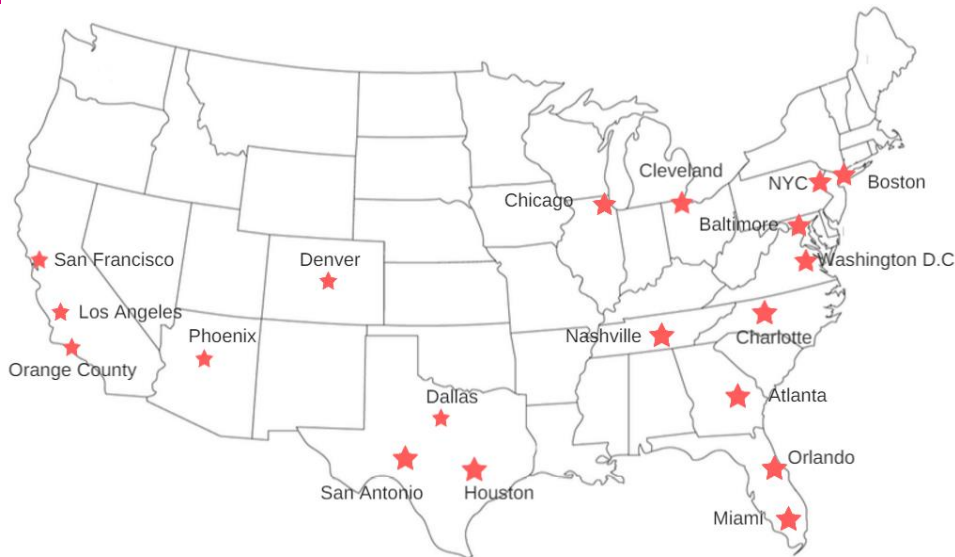 Cleveland
NYC
Boston
Chicago
Baltimore
San Francisco
Denver
Washington D.C
Los Angeles
Phoenix
Nashville
Charlotte
Orange County
Dallas
Atlanta
Orlando
San Antonio
Houston
Miami